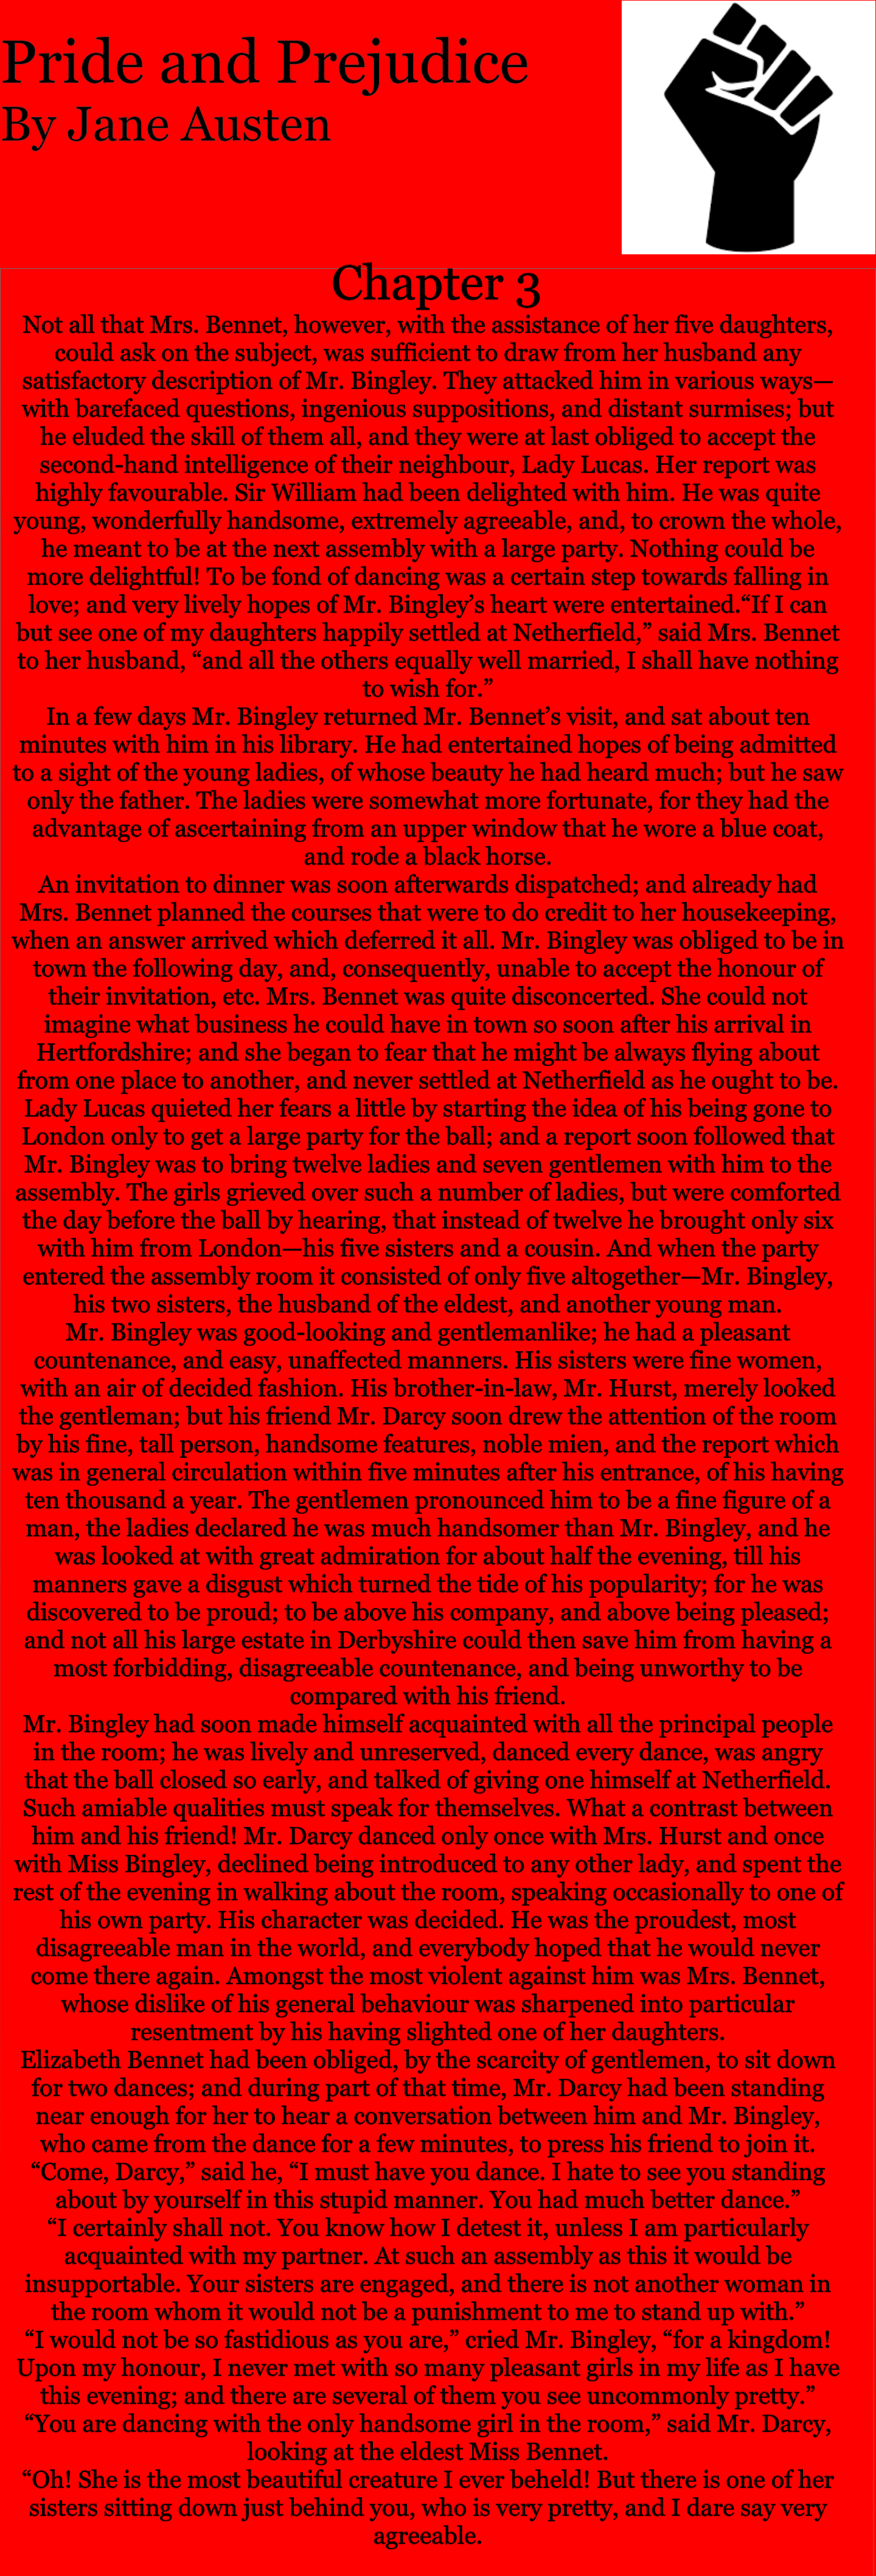 Pride and Prejudice
By Jane Austen
Chapter 3
Not all that Mrs. Bennet, however, with the assistance of her five daughters,
could ask on the subject, was sufficient to draw from her husband any
satisfactory description of Mr. Bingley. They attacked him in various ways—
with barefaced questions, ingenious suppositions, and distant surmises; but
he eluded the skill of them all, and they were at last obliged to accept the
second-hand intelligence of their neighbour, Lady Lucas. Her report was
highly favourable. Sir William had been delighted with him. He was quite
young, wonderfully handsome, extremely agreeable, and, to crown the whole,
he meant to be at the next assembly with a large party. Nothing could be
more delightful! To be fond of dancing was a certain step towards falling in
love; and very lively hopes of Mr. Bingley’s heart were entertained.“If I can
but see one of my daughters happily settled at Netherfield,” said Mrs. Bennet
to her husband, “and all the others equally well married, I shall have nothing
to wish for.”
In a few days Mr. Bingley returned Mr. Bennet’s visit, and sat about ten
minutes with him in his library. He had entertained hopes of being admitted
to a sight of the young ladies, of whose beauty he had heard much; but he saw
only the father. The ladies were somewhat more fortunate, for they had the
advantage of ascertaining from an upper window that he wore a blue coat,
and rode a black horse.
An invitation to dinner was soon afterwards dispatched; and already had
Mrs. Bennet planned the courses that were to do credit to her housekeeping,
when an answer arrived which deferred it all. Mr. Bingley was obliged to be in
town the following day, and, consequently, unable to accept the honour of
their invitation, etc. Mrs. Bennet was quite disconcerted. She could not
imagine what business he could have in town so soon after his arrival in
Hertfordshire; and she began to fear that he might be always flying about
from one place to another, and never settled at Netherfield as he ought to be.
Lady Lucas quieted her fears a little by starting the idea of his being gone to
London only to get a large party for the ball; and a report soon followed that
Mr. Bingley was to bring twelve ladies and seven gentlemen with him to the
assembly. The girls grieved over such a number of ladies, but were comforted
the day before the ball by hearing, that instead of twelve he brought only six
with him from London—his five sisters and a cousin. And when the party
entered the assembly room it consisted of only five altogether—Mr. Bingley,
his two sisters, the husband of the eldest, and another young man.
Mr. Bingley was good-looking and gentlemanlike; he had a pleasant
countenance, and easy, unaffected manners. His sisters were fine women,
with an air of decided fashion. His brother-in-law, Mr. Hurst, merely looked
the gentleman; but his friend Mr. Darcy soon drew the attention of the room
by his fine, tall person, handsome features, noble mien, and the report which
was in general circulation within five minutes after his entrance, of his having
ten thousand a year. The gentlemen pronounced him to be a fine figure of a
man, the ladies declared he was much handsomer than Mr. Bingley, and he
was looked at with great admiration for about half the evening, till his
manners gave a disgust which turned the tide of his popularity; for he was
discovered to be proud; to be above his company, and above being pleased;
and not all his large estate in Derbyshire could then save him from having a
most forbidding, disagreeable countenance, and being unworthy to be
compared with his friend.
Mr. Bingley had soon made himself acquainted with all the principal people
in the room; he was lively and unreserved, danced every dance, was angry
that the ball closed so early, and talked of giving one himself at Netherfield.
Such amiable qualities must speak for themselves. What a contrast between
him and his friend! Mr. Darcy danced only once with Mrs. Hurst and once
with Miss Bingley, declined being introduced to any other lady, and spent the
rest of the evening in walking about the room, speaking occasionally to one of
his own party. His character was decided. He was the proudest, most
disagreeable man in the world, and everybody hoped that he would never
come there again. Amongst the most violent against him was Mrs. Bennet,
whose dislike of his general behaviour was sharpened into particular
resentment by his having slighted one of her daughters.
Elizabeth Bennet had been obliged, by the scarcity of gentlemen, to sit down
for two dances; and during part of that time, Mr. Darcy had been standing
near enough for her to hear a conversation between him and Mr. Bingley,
who came from the dance for a few minutes, to press his friend to join it.
“Come, Darcy,” said he, “I must have you dance. I hate to see you standing
about by yourself in this stupid manner. You had much better dance.”
“I certainly shall not. You know how I detest it, unless I am particularly
acquainted with my partner. At such an assembly as this it would be
insupportable. Your sisters are engaged, and there is not another woman in
the room whom it would not be a punishment to me to stand up with.”
“I would not be so fastidious as you are,” cried Mr. Bingley, “for a kingdom!
Upon my honour, I never met with so many pleasant girls in my life as I have
this evening; and there are several of them you see uncommonly pretty.”
“You are dancing with the only handsome girl in the room,” said Mr. Darcy,
looking at the eldest Miss Bennet.
“Oh! She is the most beautiful creature I ever beheld! But there is one of her
sisters sitting down just behind you, who is very pretty, and I dare say very
agreeable.